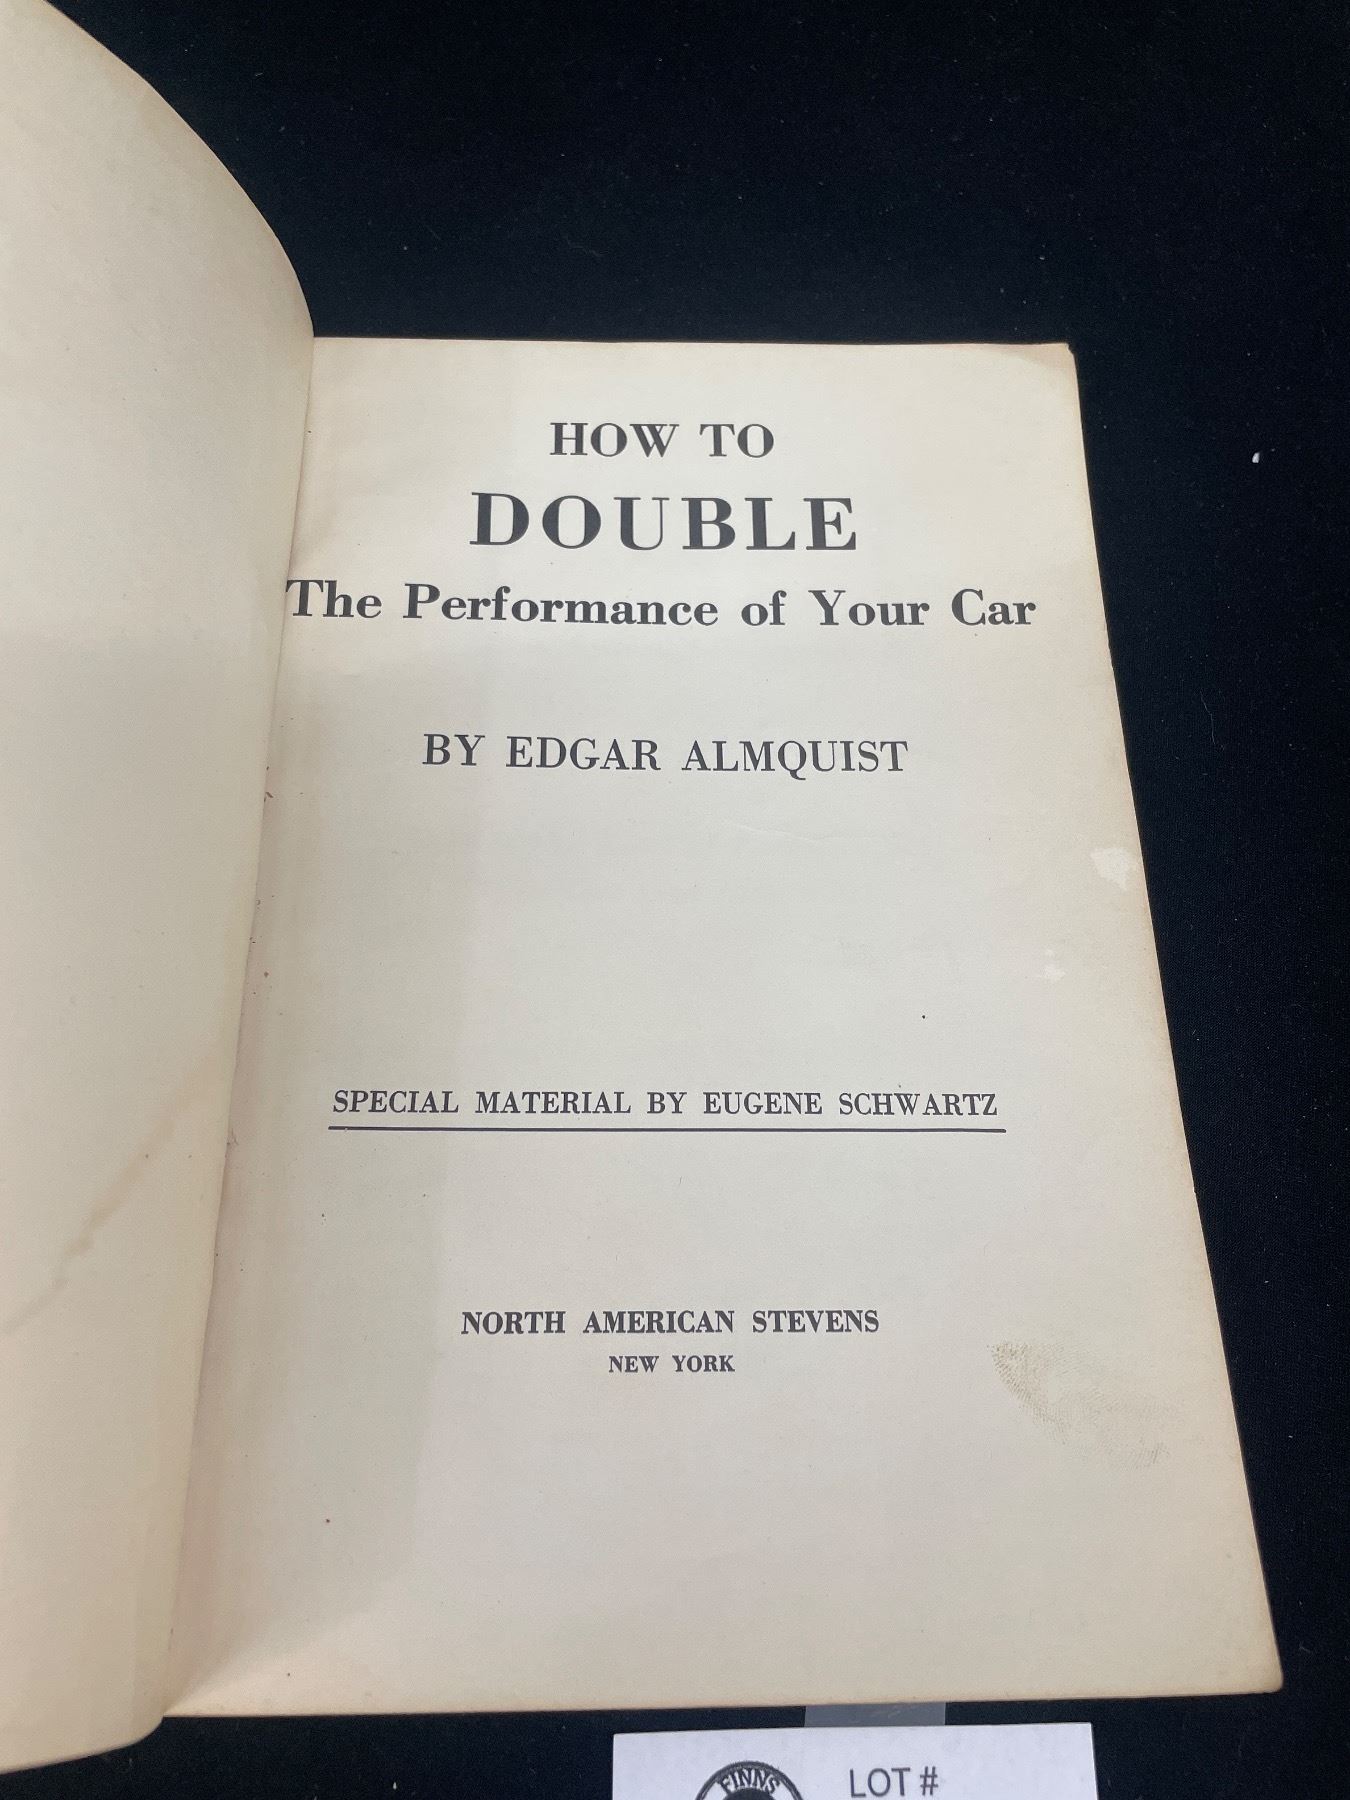 HOW TO
DOUBLE
The Performance of Your Car
BY EDGAR ALMQUIST
SPECIAL MATERIAL BY EUGENE SCHWARTZ
NORTH AMERICAN STEVENS
NEW YORK
FINNS
LOT #